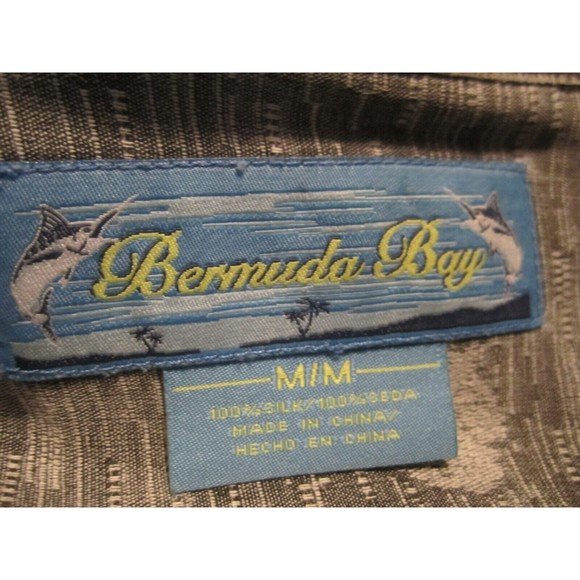 Bermuda Bay
M/M
100% SILK/100% SEDA
MADE IN CHINA/
HECHO EN CHINA